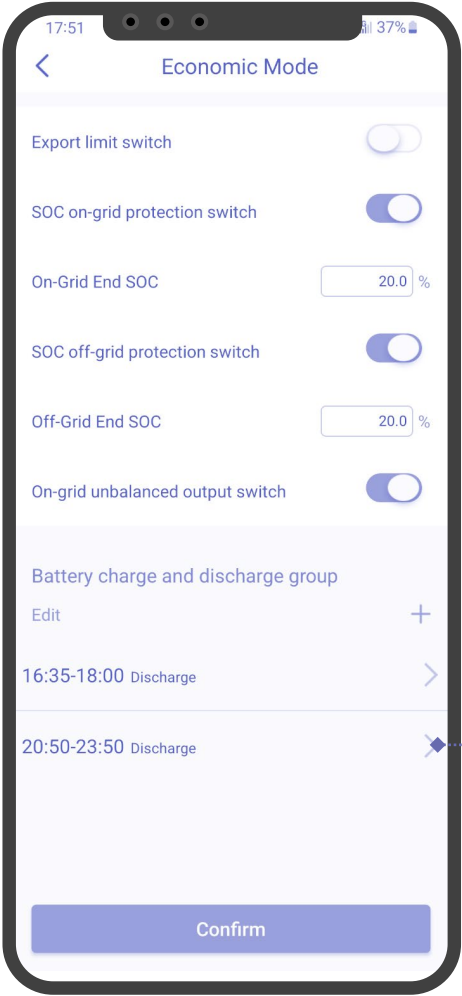 17:51 37%
Economic Mode
Export limit switch
SOC on-grid protection switch
On-Grid End SOC 20.0 %
SOC off-grid protection switch
Off-Grid End SOC 20.0 %
On-grid unbalanced output switch
Battery charge and discharge group
Edit
16:35-18:00 Discharge
20:50-23:50 Discharge
Confirm